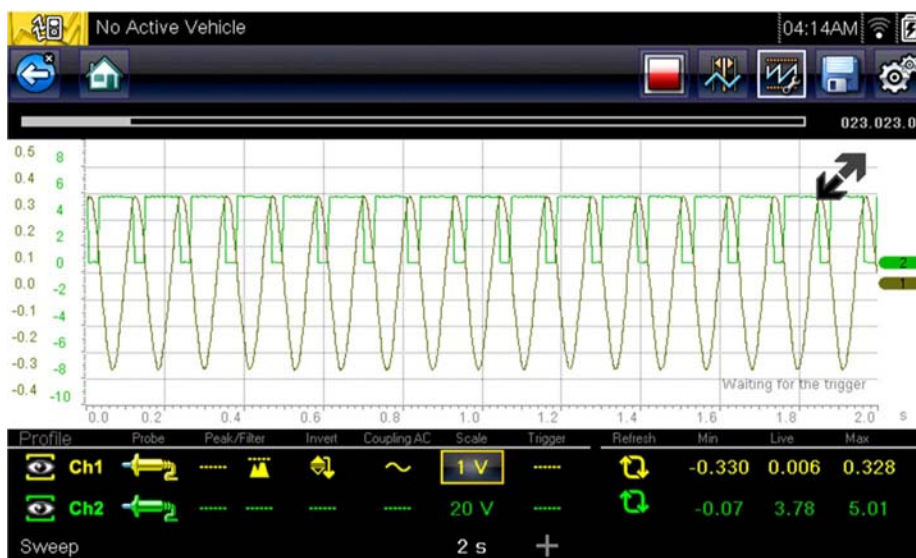 No Active Vehicle 04:14AM
023.023.0
0.5 8
0.4 6
0.3 4
0.2 2
0.1 0
0.0 -2
-0.1 -4
-0.2 -6
-0.3 -8
-0.4 -10
2
1
Waiting for the trigger
0.0 0.2 0.4 0.6 0.8 1.0 1.2 1.4 1.6 1.8 2.0 s
Profile Probe Peak/Filter Invert Coupling AC Scale Trigger Refresh Min Live Max
Ch1 ----- 1 V ----- -0.330 0.006 0.328
Ch2 ----- ----- ----- ----- 20 V ----- -0.07 3.78 5.01
Sweep 2 s +